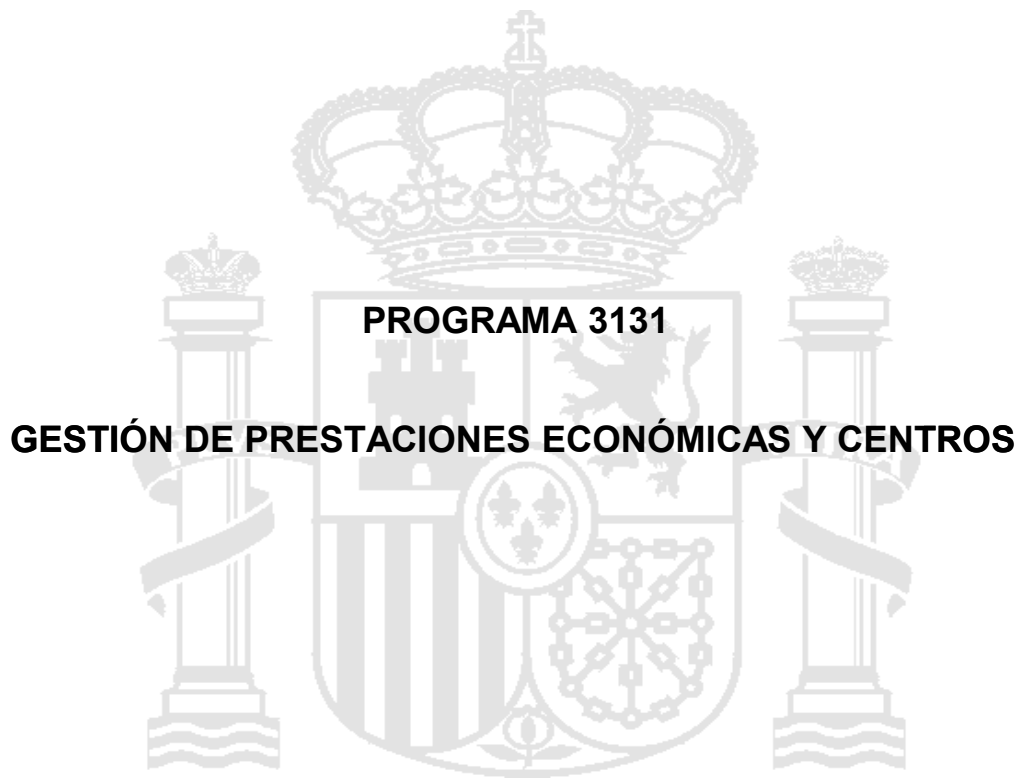 PROGRAMA 3131
GESTIÓN DE PRESTACIONES ECONÓMICAS Y CENTROS